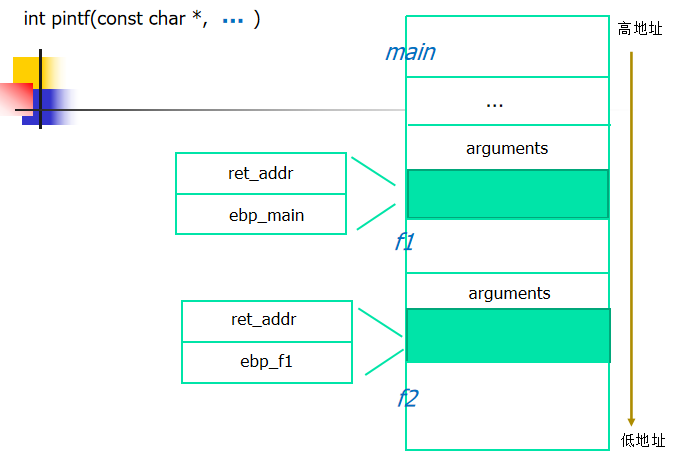 int pintf(const char *, ... )
高地址
main
...
arguments
ret_addr
ebp_main
f1
arguments
ret_addr
ebp_f1
f2
低地址